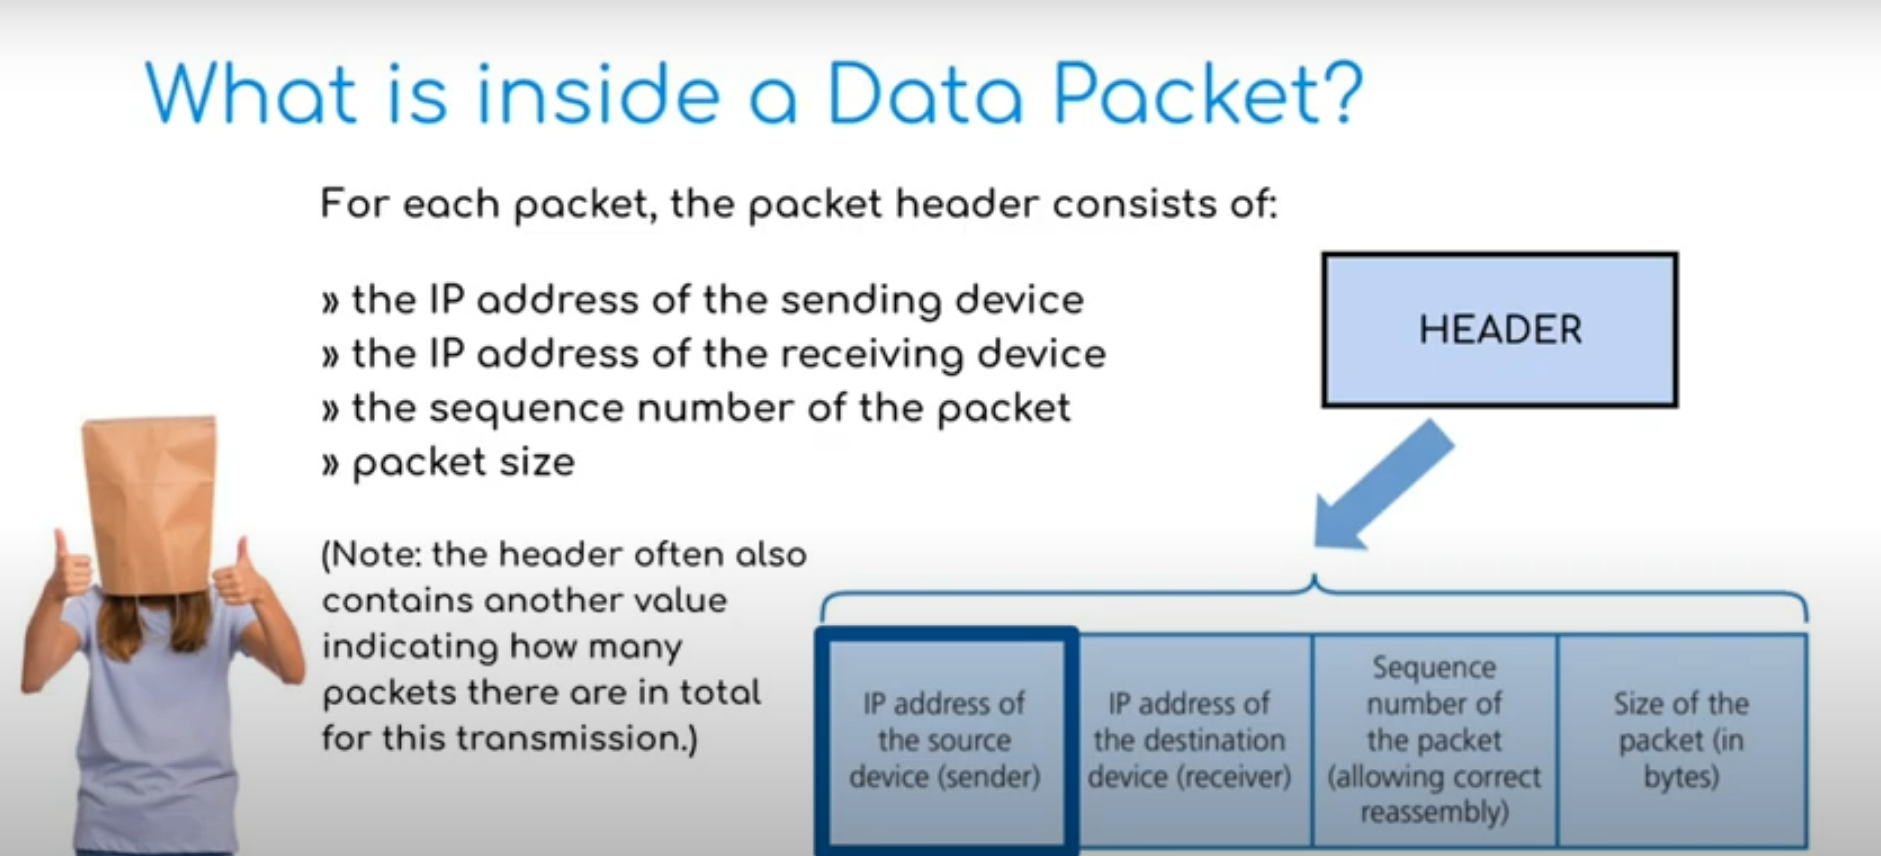 What is inside a Data Packet?
For each packet, the packet header consists of:
» the IP address of the sending device
» the IP address of the receiving device
» the sequence number of the packet
» packet size
(Note: the header often also
contains another value
indicating how many
packets there are in total
for this transmission.)
HEADER
IP address of
the source
device (sender)
IP address of
the destination
device (receiver)
Sequence
number of
the packet
(allowing correct
reassembly)
Size of the
packet (in
bytes)